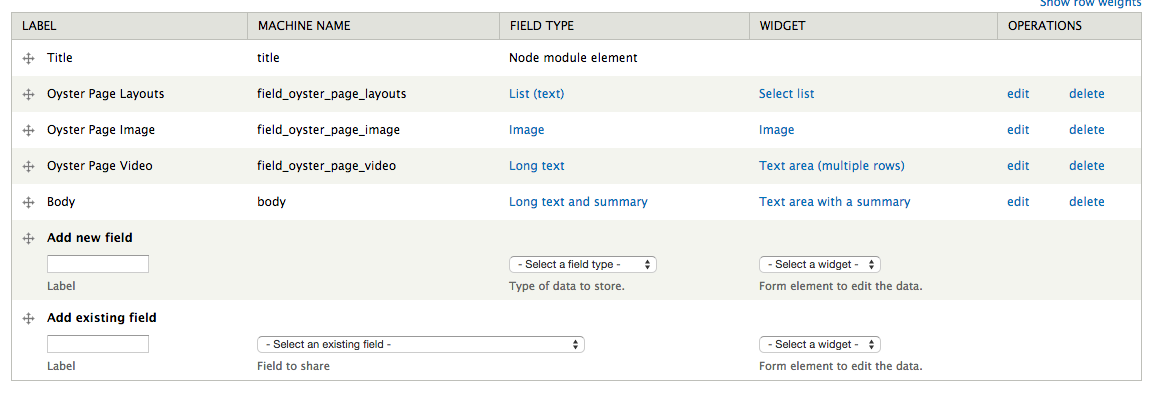 Show row weights
LABEL MACHINE NAME FIELD TYPE WIDGET OPERATIONS
Title title Node module element
Oyster Page Layouts field_oyster_page_layouts List (text) Select list edit delete
Oyster Page Image field_oyster_page_image Image Image edit delete
Oyster Page Video field_oyster_page_video Long text Text area (multiple rows) edit delete
Body body Long text and summary Text area with a summary edit delete
Add new field
- Select a field type - - Select a widget -
Label Type of data to store. Form element to edit the data.
Add existing field
- Select an existing field - - Select a widget -
Label Field to share Form element to edit the data.